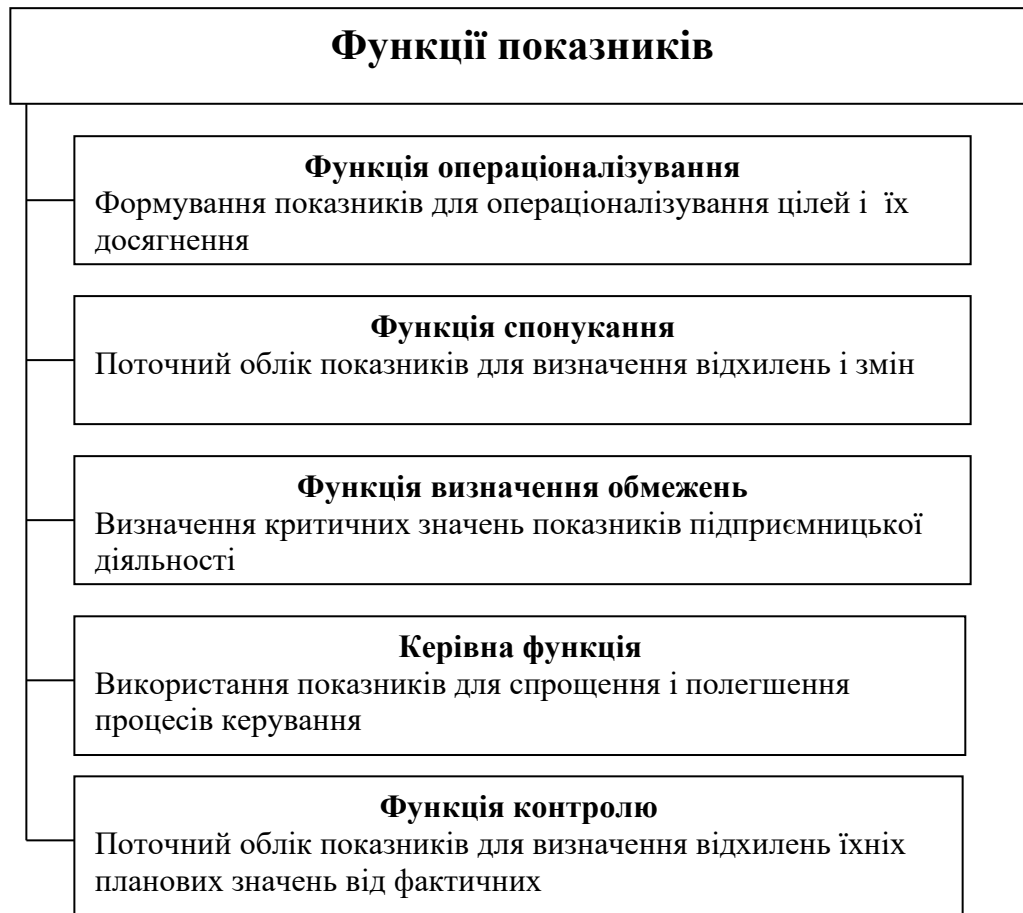 Функції показників
Функція операціоналізування
Формування показників для операціоналізування цілей і їх
досягнення
Функція спонукання
Поточний облік показників для визначення відхилень і змін
Функція визначення обмежень
Визначення критичних значень показників підприємницької
діяльності
Керівна функція
Використання показників для спрощення і полегшення
процесів керування
Функція контролю
Поточний облік показників для визначення відхилень їхніх
планових значень від фактичних